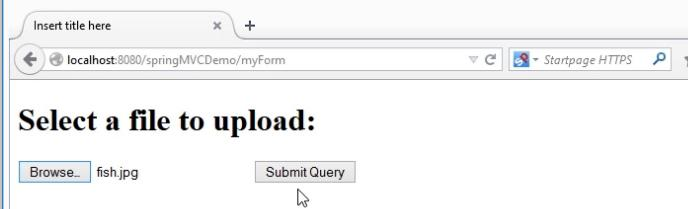 Insert title here
localhost:8080/springMVCDemo/myForm
Startpage HTTPS
Select a file to upload:
Browse.. fish.jpg Submit Query